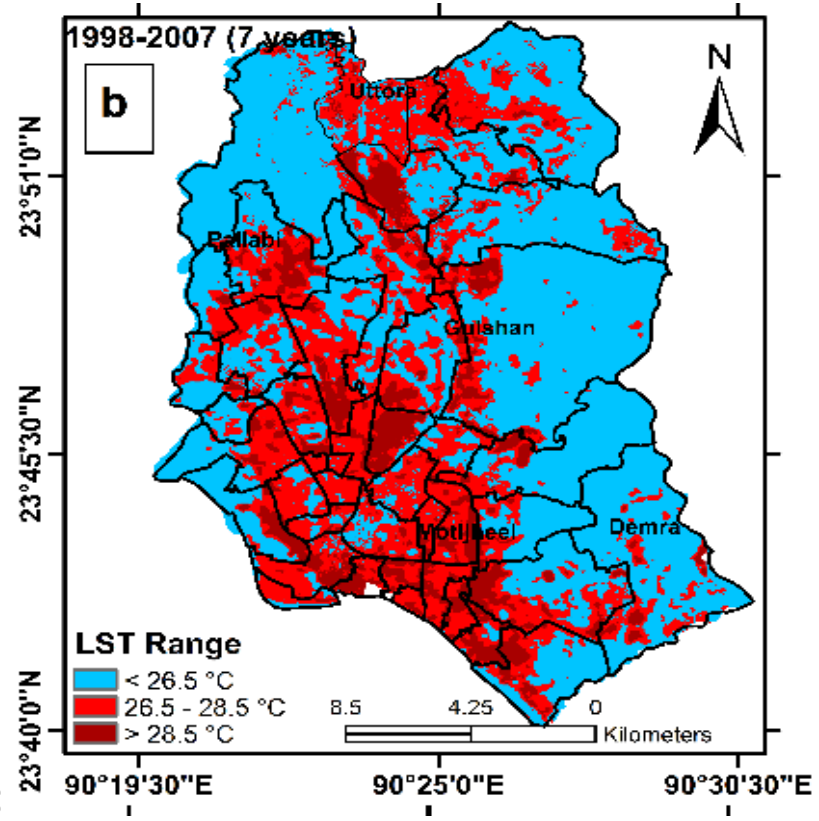 1998-2007 (7 years)
b
N
Uttora
Pallabi
Gulshan
Motijheel
Demra
23°51'0"N
23°45'30"N
23°40'0"N
LST Range
< 26.5 °C
26.5 - 28.5 °C
> 28.5 °C
8.5 4.25 0
Kilometers
90°19'30"E 90°25'0"E 90°30'30"E